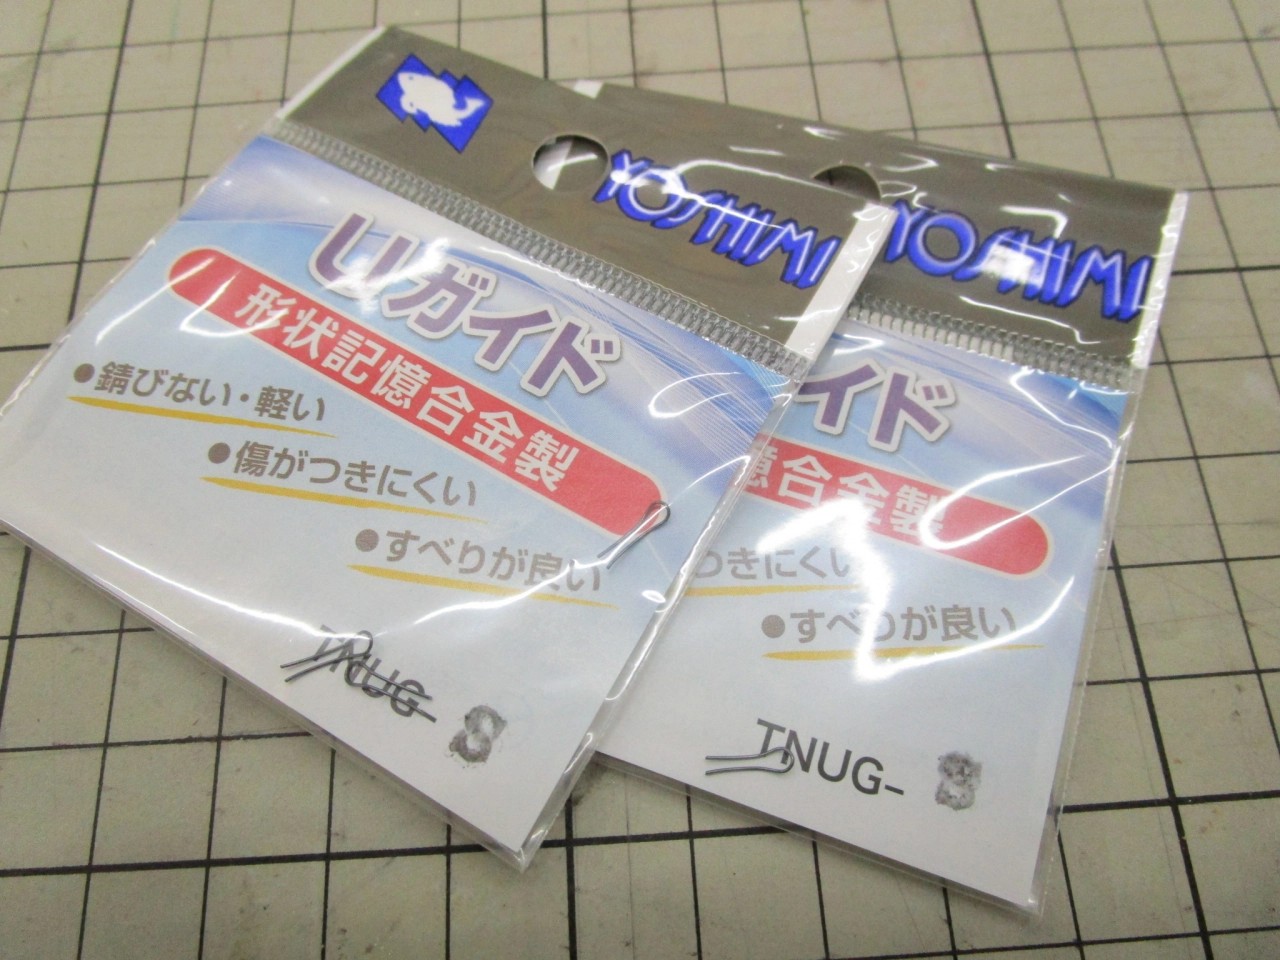 YOSHIMI
Uガイド
形状記憶合金製
●錆びない・軽い
●傷がつきにくい
●すべりが良い
TNUG- 8
YOSHIMI
イド
憶合金製
つきにくい
●すべりが良い
TNUG- 8